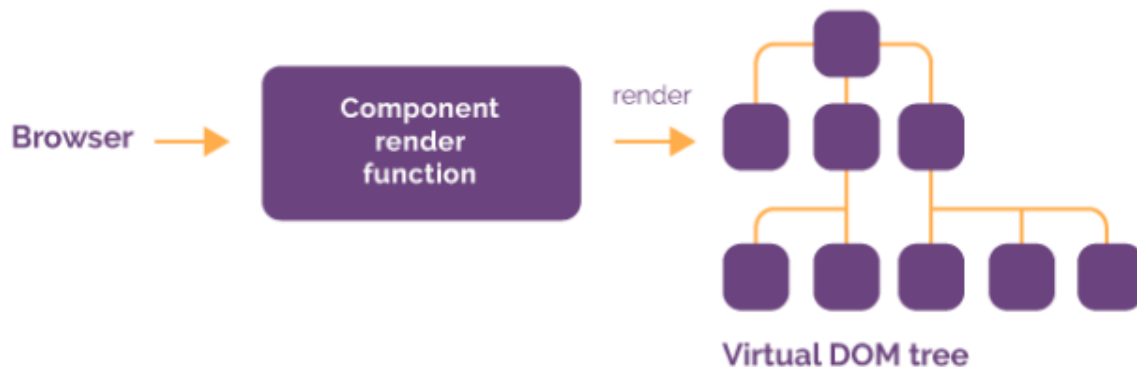 Browser
Component
render
function
render
Virtual DOM tree